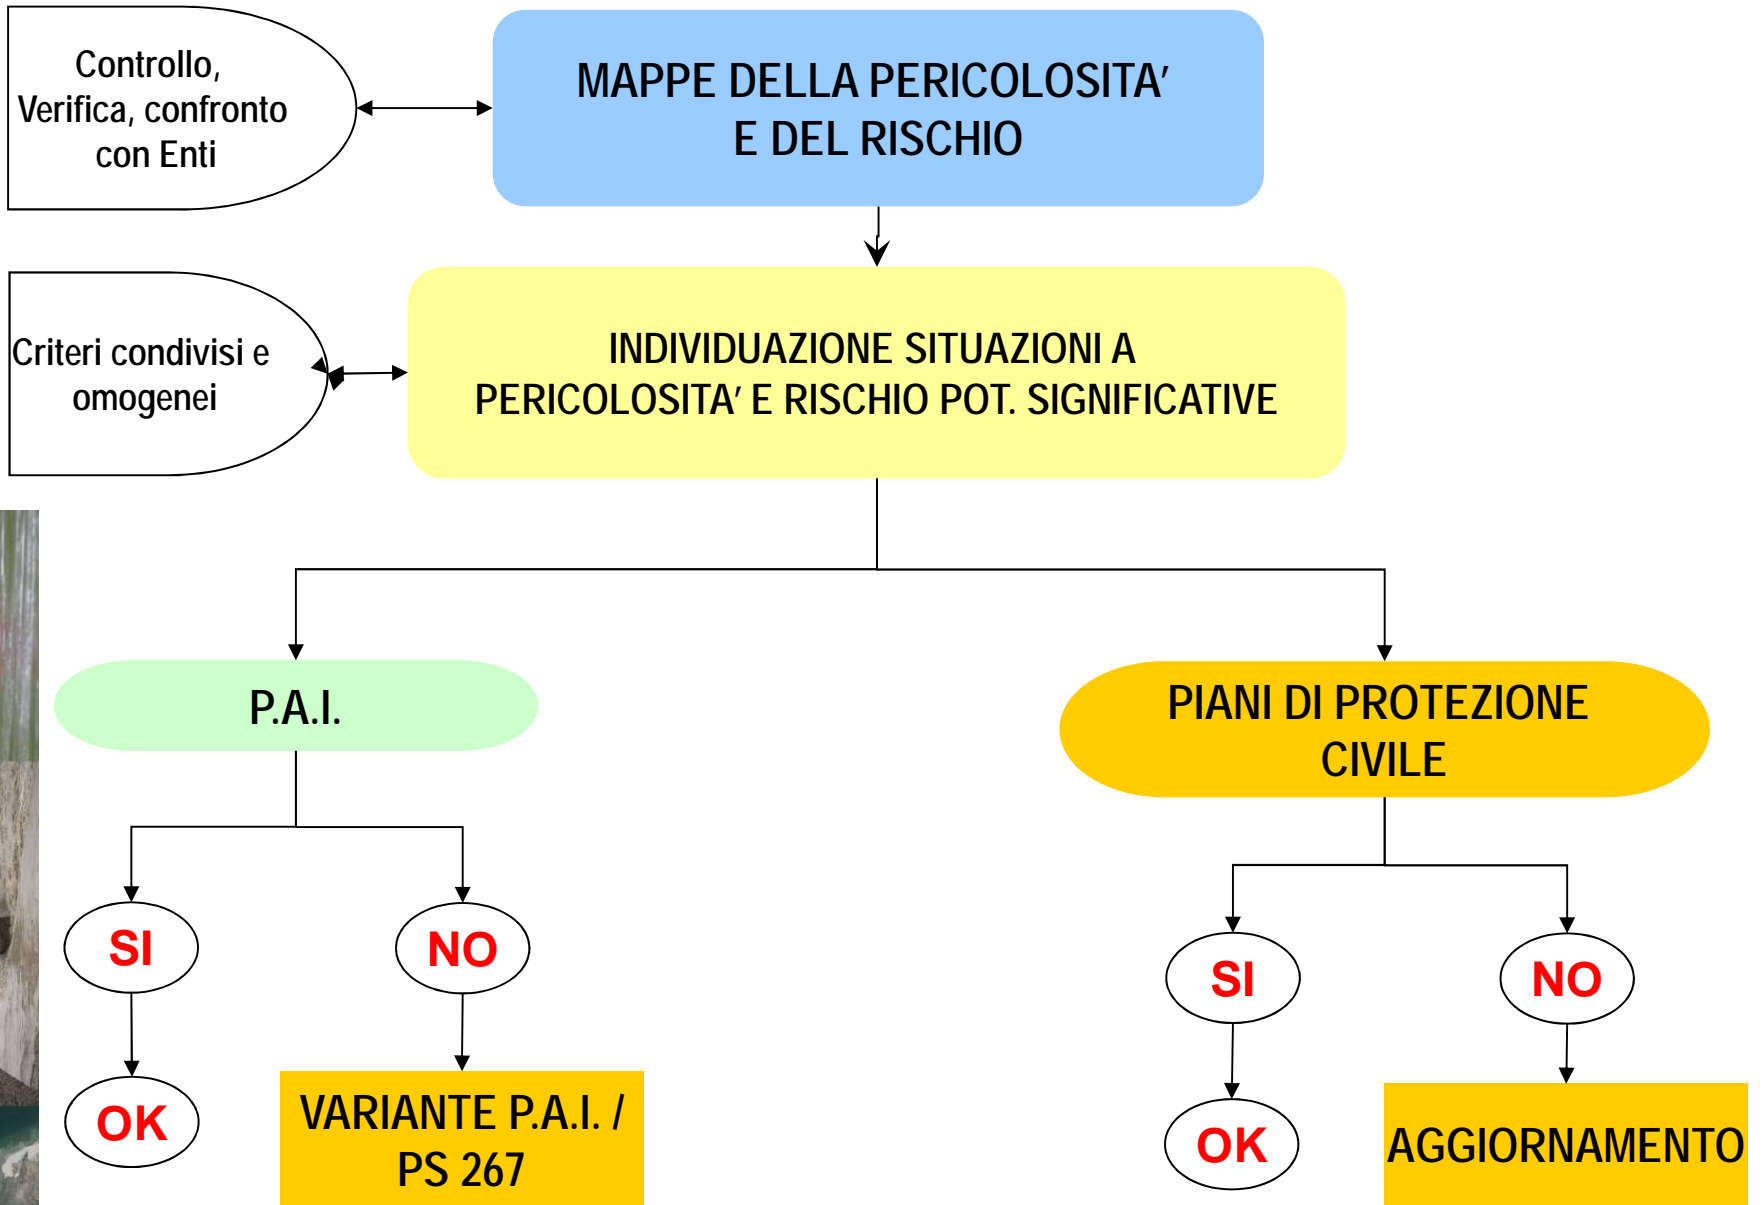 Controllo,
Verifica, confronto
con Enti
MAPPE DELLA PERICOLOSITA’
E DEL RISCHIO
Criteri condivisi e
omogenei
INDIVIDUAZIONE SITUAZIONI A
PERICOLOSITA’ E RISCHIO POT. SIGNIFICATIVE
P.A.I.
PIANI DI PROTEZIONE
CIVILE
SI
NO
SI
NO
OK
VARIANTE P.A.I. /
PS 267
OK
AGGIORNAMENTO